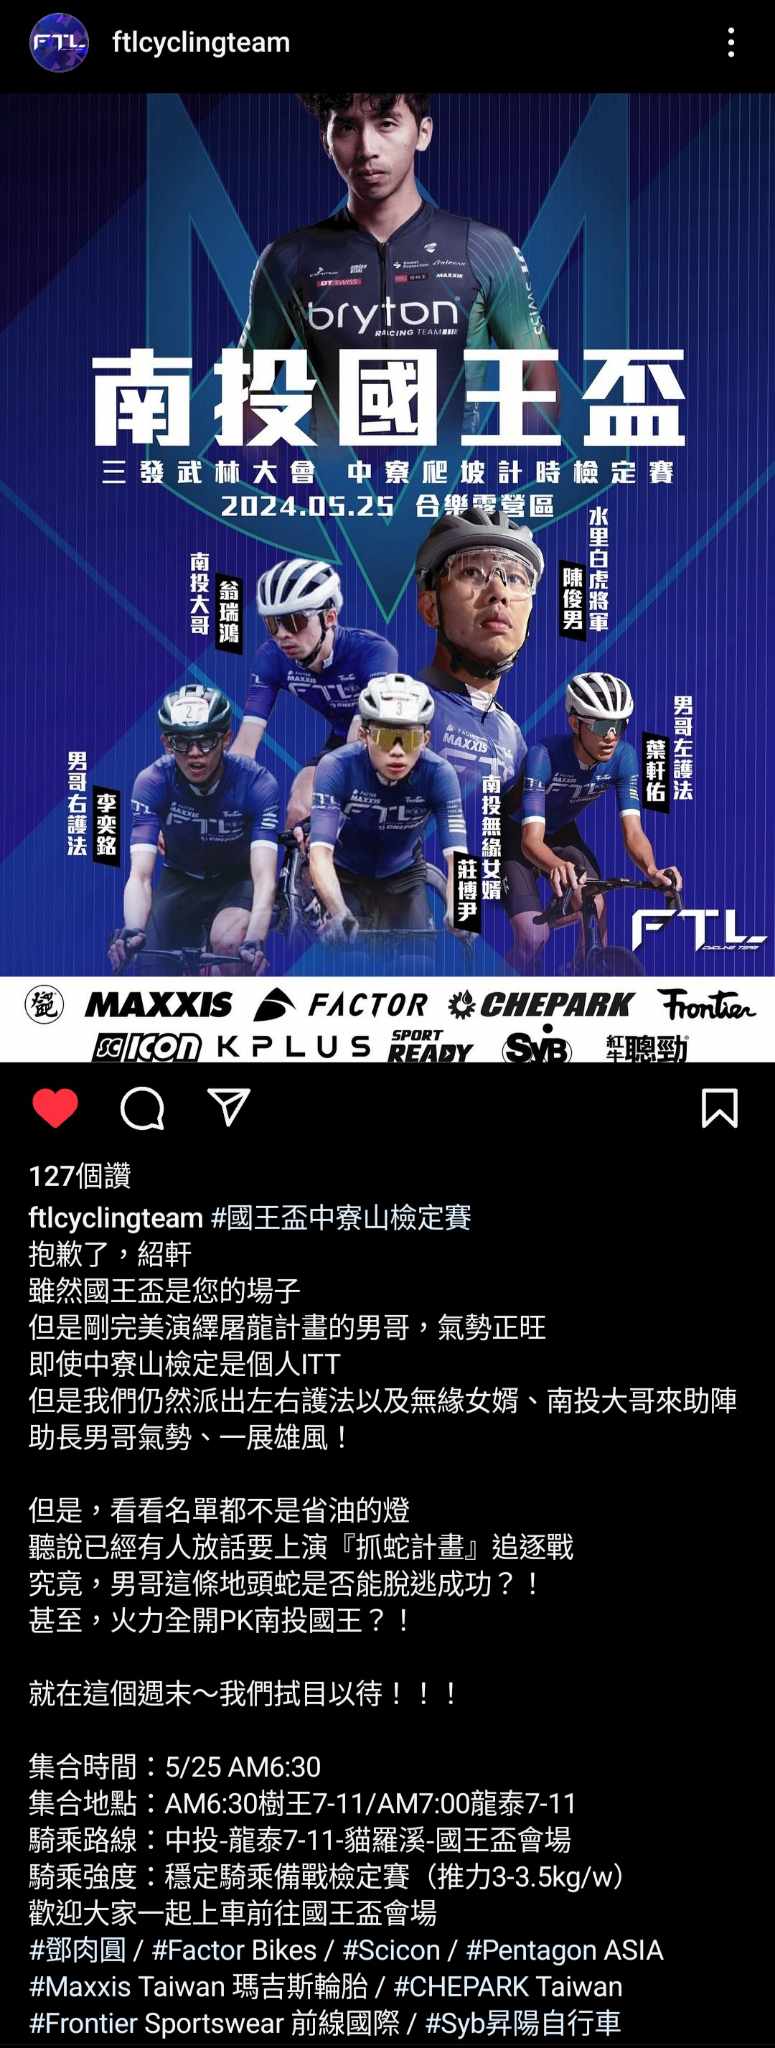 FTL
ftlcyclingteam
DT SWISS
MAXXIS
bryton
RACING TEAM
南投國王盃
三發武林大會 中寮爬坡計時檢定賽
2024.05.25 合樂露營區
水里白虎將軍
陳俊男
南投大哥
翁瑞鴻
男哥左護法
葉軒佑
男哥右護法
李奕銘
南投無緣女婿
莊博尹
FTL
CYCLING TEAM
MAXXIS FACTOR CHEPARK Frontier
SCICON KPLUS SPORT READY SYB 紅牛聰勁
127個讚
ftlcyclingteam #國王盃中寮山檢定賽
抱歉了，紹軒
雖然國王盃是您的場子
但是剛完美演繹屠龍計畫的男哥，氣勢正旺
即使中寮山檢定是個人ITT
但是我們仍然派出左右護法以及無緣女婿、南投大哥來助陣
助長男哥氣勢、一展雄風！
但是，看看名單都不是省油的燈
聽說已經有人放話要上演『抓蛇計畫』追逐戰
究竟，男哥這條地頭蛇是否能脫逃成功？！
甚至，火力全開PK南投國王？！
就在這個週末～我們拭目以待！！！
集合時間：5/25 AM6:30
集合地點：AM6:30樹王7-11/AM7:00龍泰7-11
騎乘路線：中投-龍泰7-11-貓羅溪-國王盃會場
騎乘強度：穩定騎乘備戰檢定賽（推力3-3.5kg/w）
歡迎大家一起上車前往國王盃會場
#鄧肉圓 / #Factor Bikes / #Scicon / #Pentagon ASIA
#Maxxis Taiwan 瑪吉斯輪胎 / #CHEPARK Taiwan
#Frontier Sportswear 前線國際 / #Syb昇陽自行車